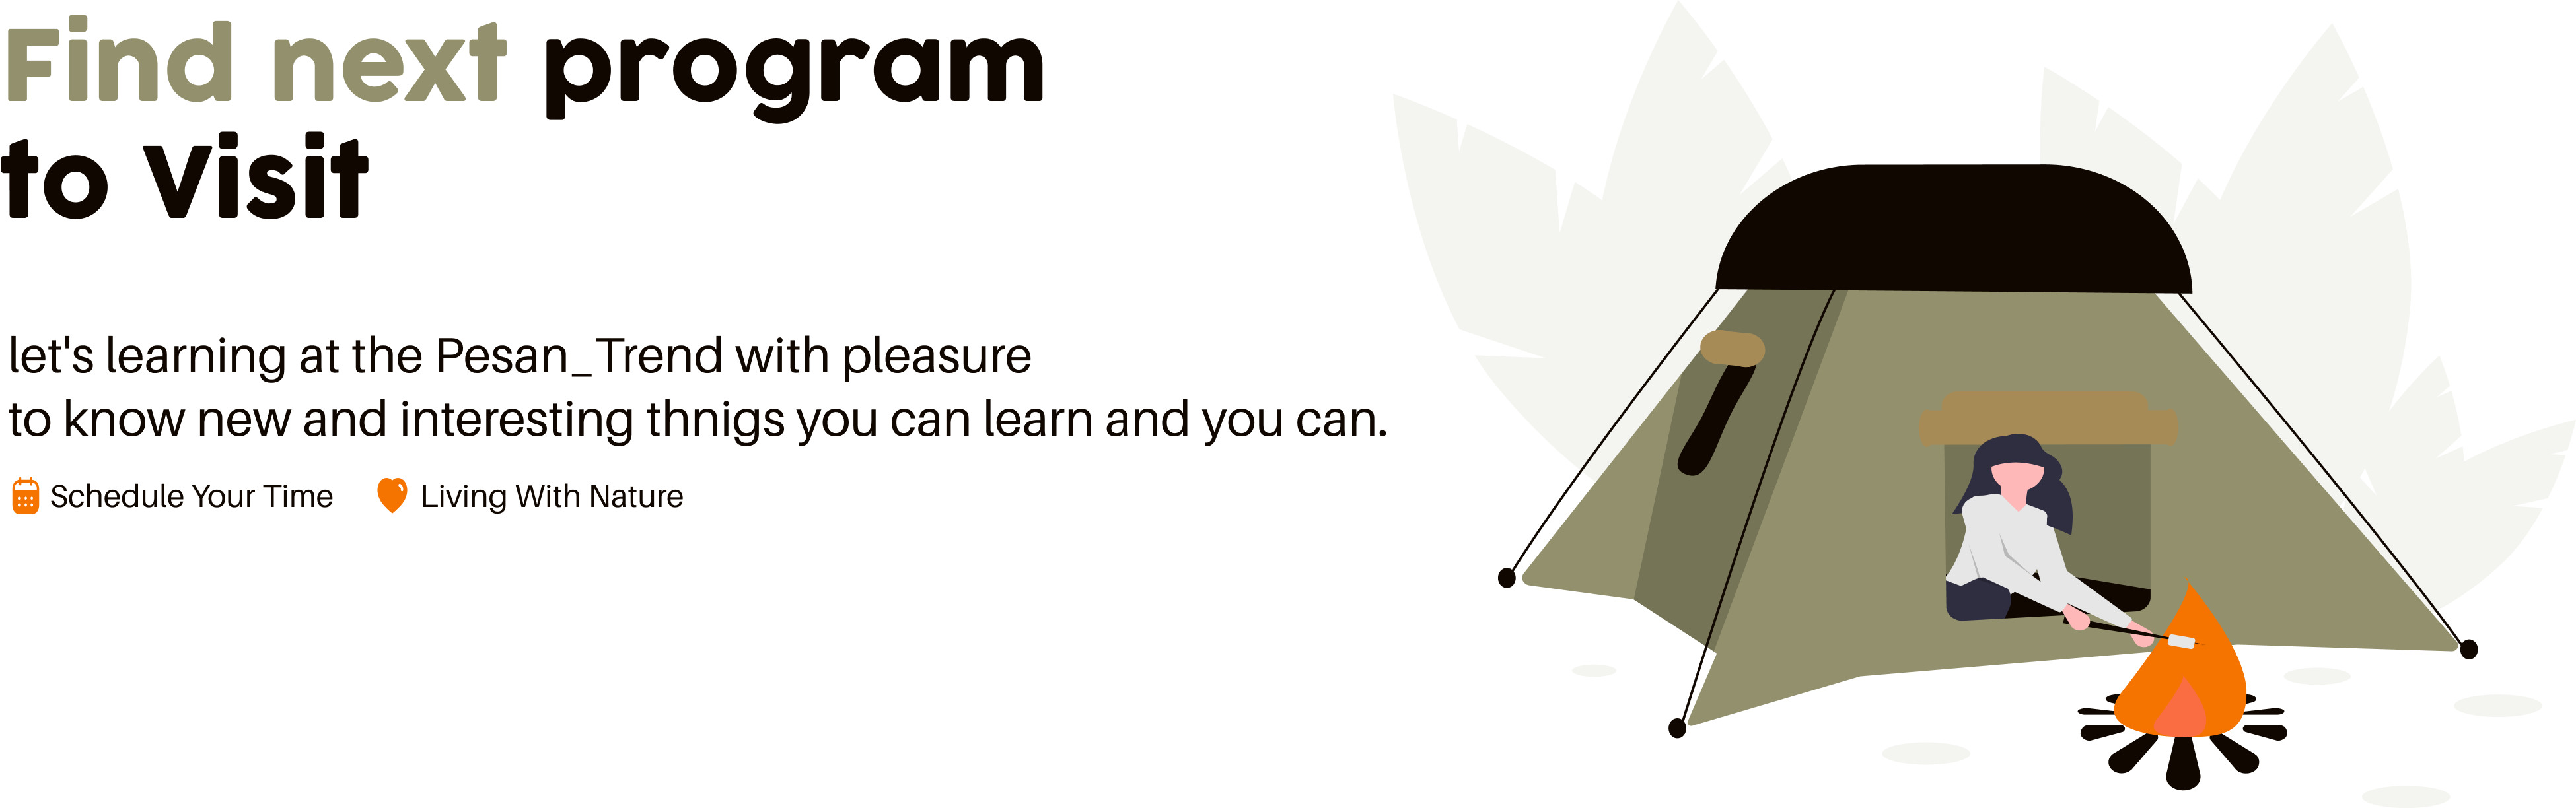 Find next program
to Visit
let's learning at the Pesan_Trend with pleasure
to know new and interesting thnigs you can learn and you can.
Schedule Your Time
Living With Nature